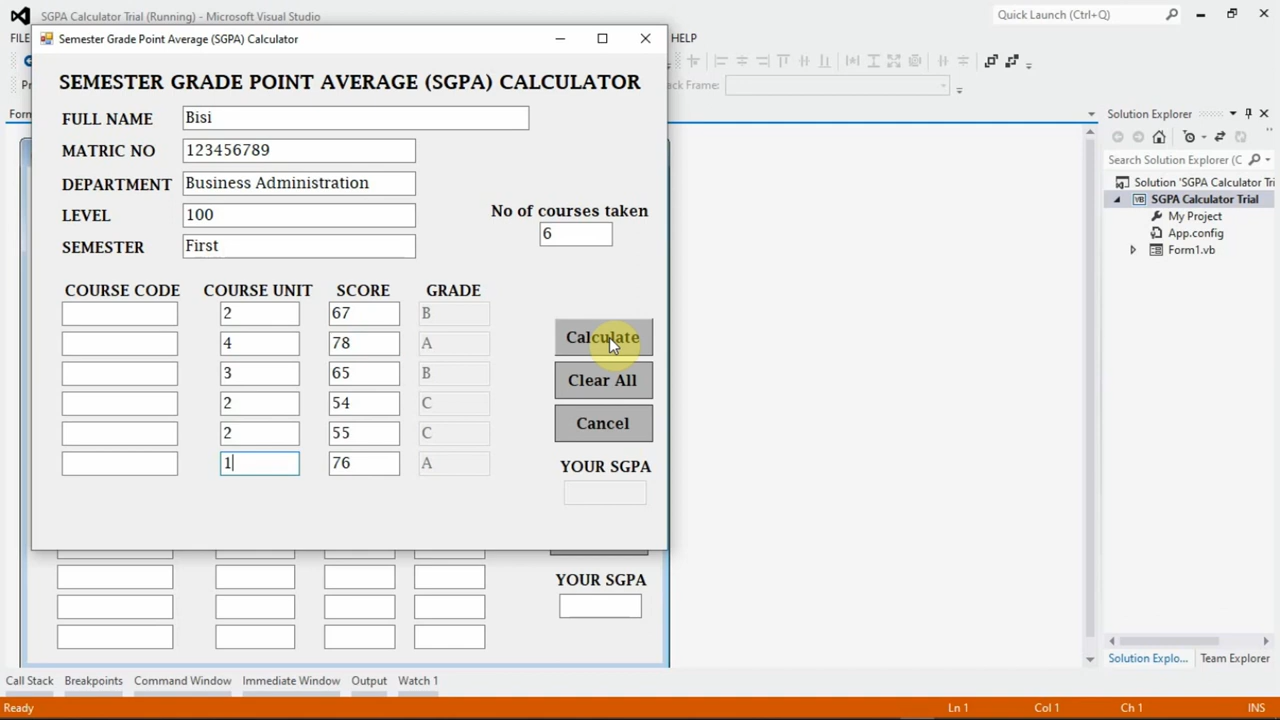 SGPA Calculator Trial (Running) - Microsoft Visual Studio
Quick Launch (Ctrl+Q)
FILE
HELP
Semester Grade Point Average (SGPA) Calculator
ack Frame:
SEMESTER GRADE POINT AVERAGE (SGPA) CALCULATOR
FULL NAME Bisi
MATRIC NO 123456789
DEPARTMENT Business Administration
LEVEL 100
SEMESTER First
No of courses taken
6
COURSE CODE COURSE UNIT SCORE GRADE
2 67 B
4 78 A
3 65 B
2 54 C
2 55 C
1 76 A
Calculate
Clear All
Cancel
YOUR SGPA
YOUR SGPA
Solution Explorer
Search Solution Explorer (C
Solution 'SGPA Calculator Tri
SGPA Calculator Trial
My Project
App.config
Form1.vb
Solution Explo... Team Explorer
Call Stack Breakpoints Command Window Immediate Window Output Watch 1
Ready Ln 1 Col 1 Ch 1 INS